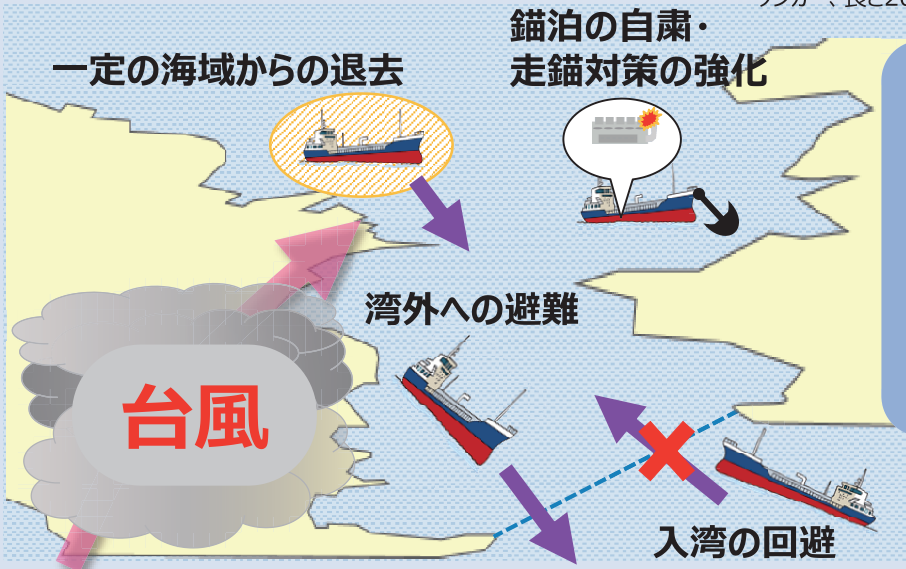 一定の海域からの退去
錨泊の自粛・
走錨対策の強化
湾外への避難
台風
入湾の回避